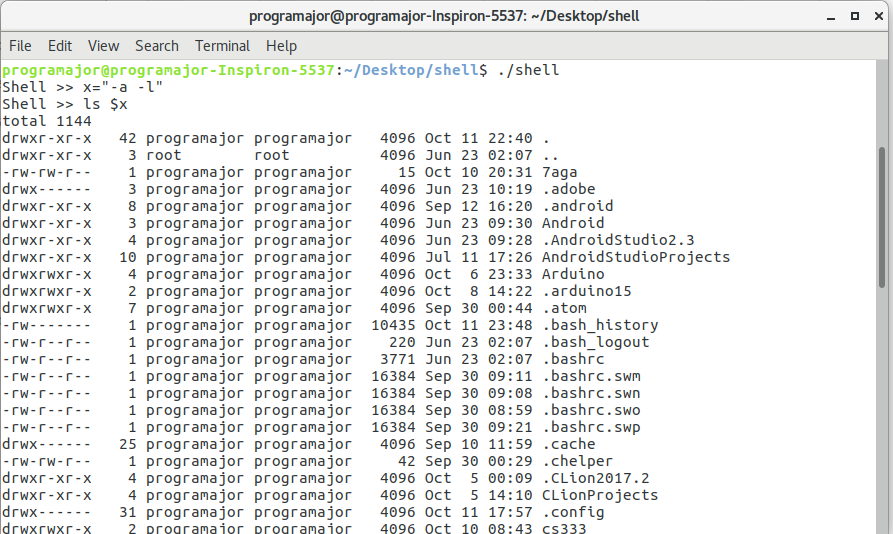 programajor@programajor-Inspiron-5537: ~/Desktop/shell
File Edit View Search Terminal Help
programajor@programajor-Inspiron-5537:~/Desktop/shell$ ./shell
Shell >> x="-a -l"
Shell >> ls $x
total 1144
drwxr-xr-x 42 programajor programajor 4096 Oct 11 22:40 .
drwxr-xr-x 3 root root 4096 Jun 23 02:07 ..
-rw-rw-r-- 1 programajor programajor 15 Oct 10 20:31 7aga
drwx------ 3 programajor programajor 4096 Jun 23 10:19 .adobe
drwxr-xr-x 8 programajor programajor 4096 Sep 12 16:20 .android
drwxr-xr-x 3 programajor programajor 4096 Jun 23 09:30 Android
drwxr-xr-x 4 programajor programajor 4096 Jun 23 09:28 .AndroidStudio2.3
drwxr-xr-x 10 programajor programajor 4096 Jul 11 17:26 AndroidStudioProjects
drwxrwxr-x 4 programajor programajor 4096 Oct 6 23:33 Arduino
drwxrwxr-x 2 programajor programajor 4096 Oct 8 14:22 .arduino15
drwxrwxr-x 7 programajor programajor 4096 Sep 30 00:44 .atom
-rw------- 1 programajor programajor 10435 Oct 11 23:48 .bash_history
-rw-r--r-- 1 programajor programajor 220 Jun 23 02:07 .bash_logout
-rw-r--r-- 1 programajor programajor 3771 Jun 23 02:07 .bashrc
-rw-r--r-- 1 programajor programajor 16384 Sep 30 09:11 .bashrc.swm
-rw-r--r-- 1 programajor programajor 16384 Sep 30 09:08 .bashrc.swn
-rw-r--r-- 1 programajor programajor 16384 Sep 30 08:59 .bashrc.swo
-rw-r--r-- 1 programajor programajor 16384 Sep 30 09:21 .bashrc.swp
drwx------ 25 programajor programajor 4096 Sep 10 11:59 .cache
-rw-rw-r-- 1 programajor programajor 42 Sep 30 00:29 .chelper
drwxr-xr-x 4 programajor programajor 4096 Oct 5 00:09 .CLion2017.2
drwxrwxr-x 4 programajor programajor 4096 Oct 5 14:10 CLionProjects
drwx------ 31 programajor programajor 4096 Oct 11 17:57 .config
drwxrwxr-x 2 programajor programajor 4096 Oct 10 08:43 cs333